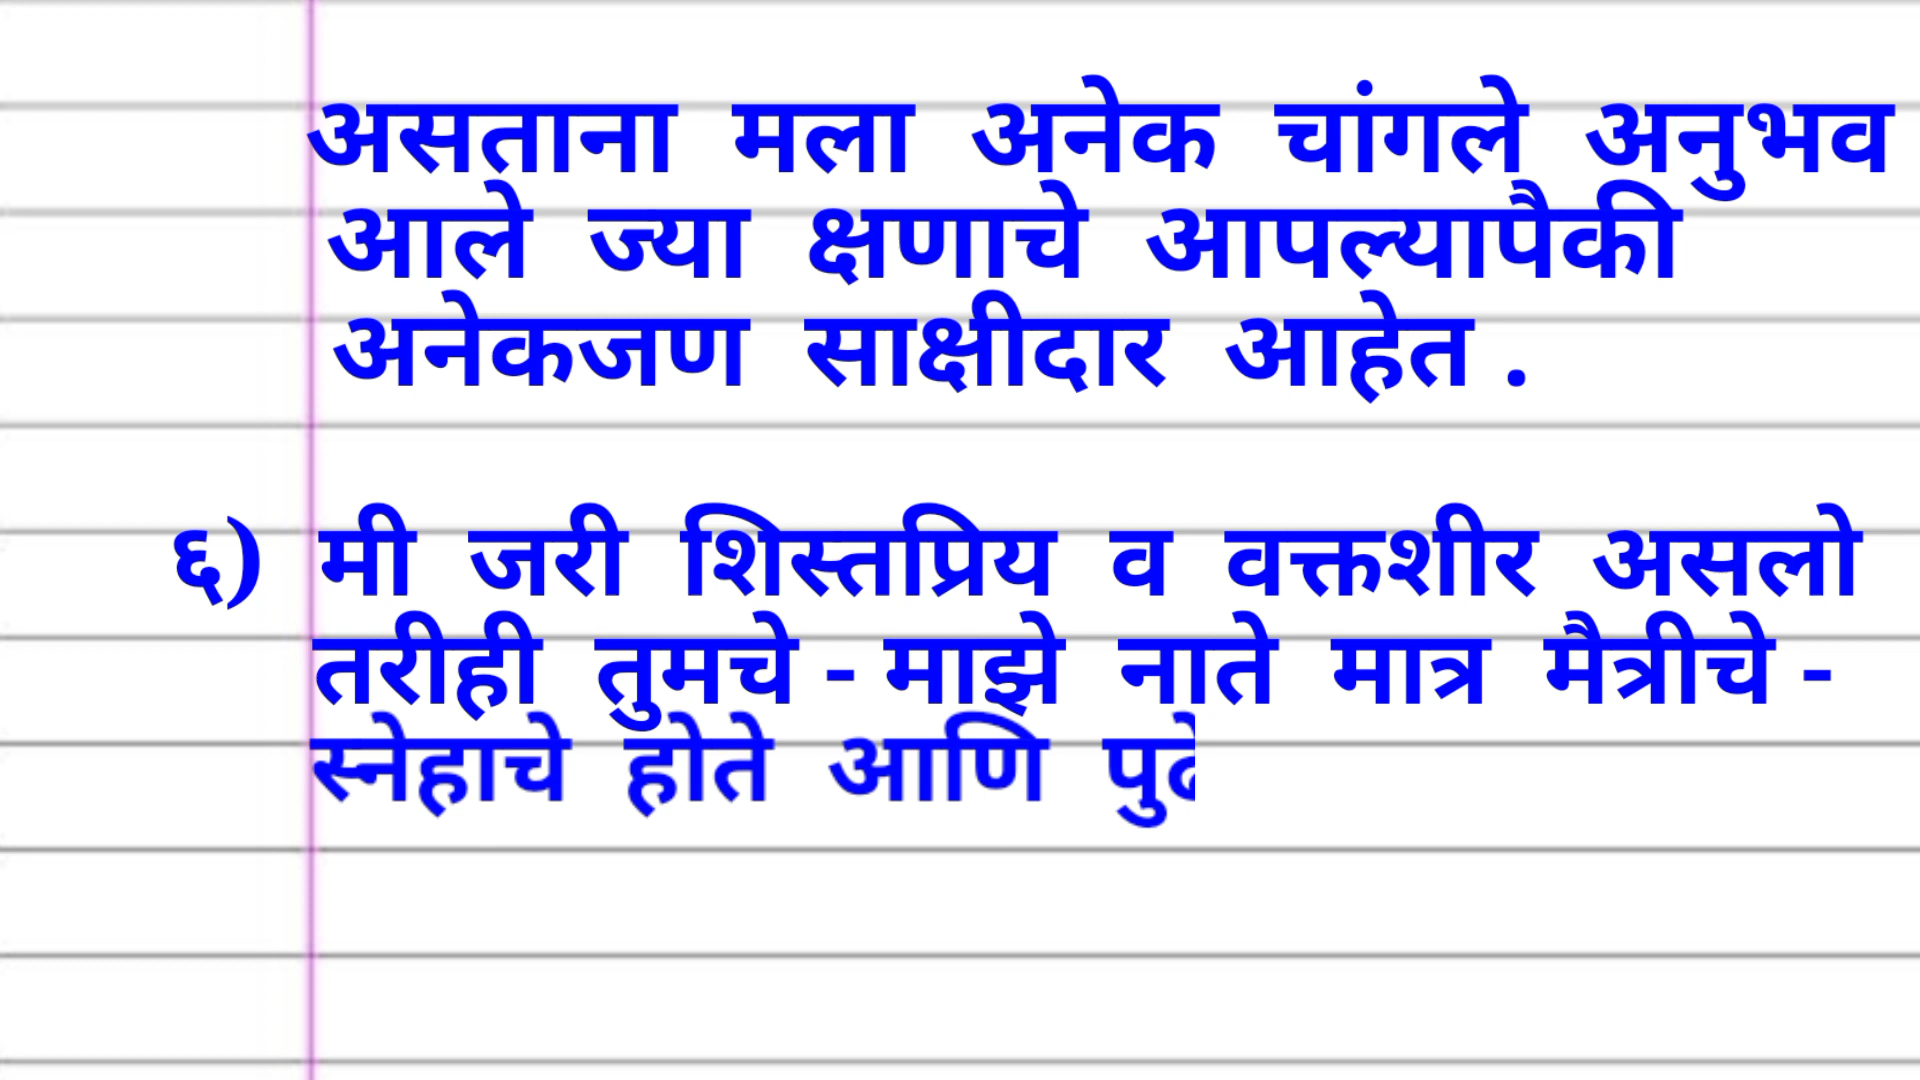 असताना मला अनेक चांगले अनुभव
आले ज्या क्षणाचे आपल्यापैकी
अनेकजण साक्षीदार आहेत .
६) मी जरी शिस्तप्रिय व वक्तशीर असलो
तरीही तुमचे - माझे नाते मात्र मैत्रीचे -
स्नेहाचे होते आणि